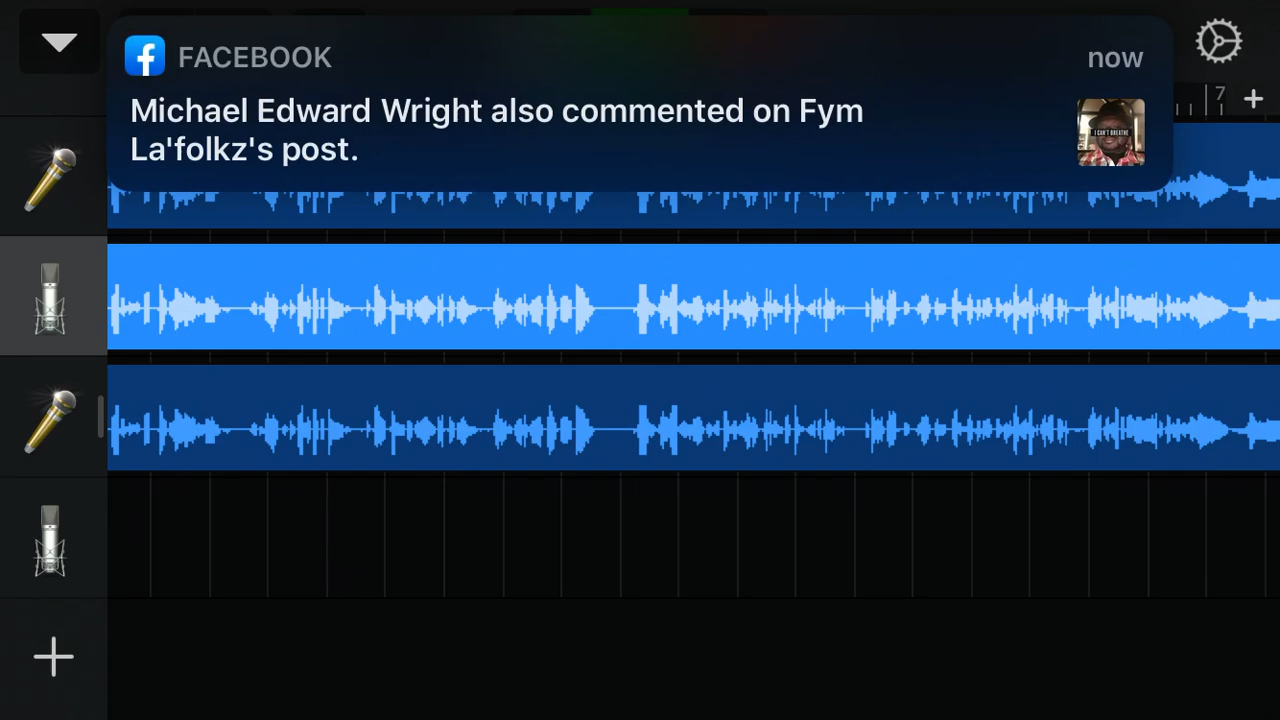 FACEBOOK
now
Michael Edward Wright also commented on Fym
La'folkz's post.
I CAN'T BREATHE
7